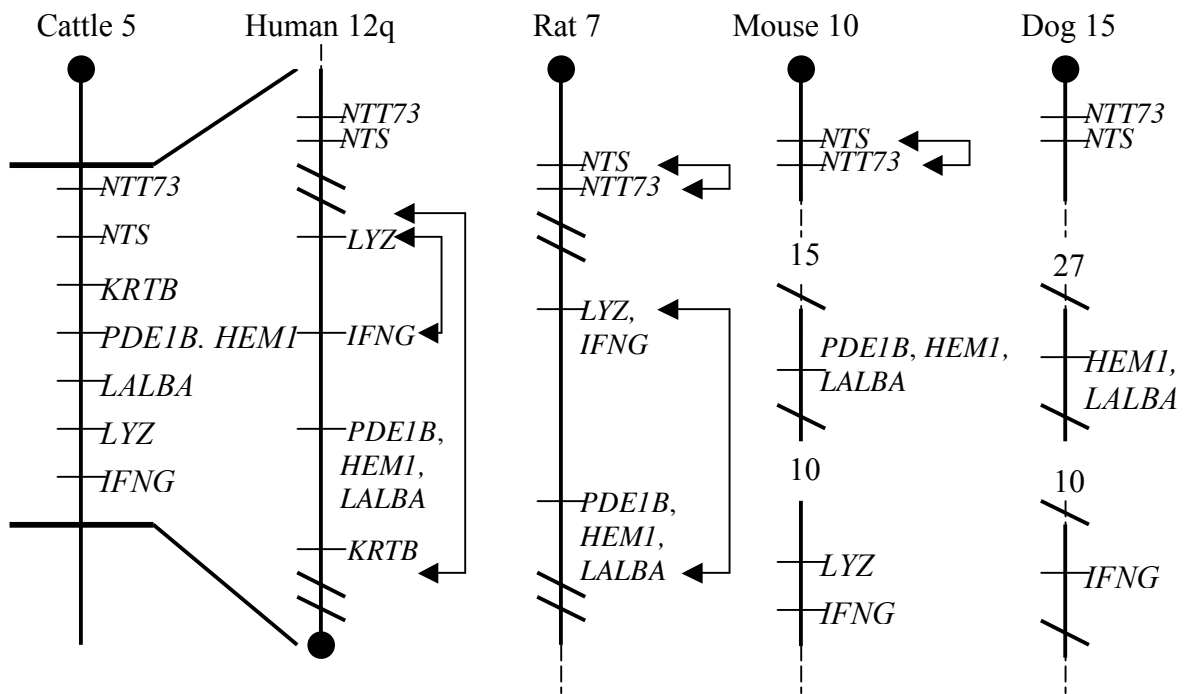 Cattle 5
NTT73
NTS
KRTB
PDE1B. HEM1
LALBA
LYZ
IFNG
Human 12q
NTT73
NTS
LYZ
IFNG
PDE1B,
HEM1,
LALBA
KRTB
Rat 7
NTS
NTT73
LYZ,
IFNG
PDE1B,
HEM1,
LALBA
Mouse 10
NTS
NTT73
15
PDE1B, HEM1,
LALBA
10
LYZ
IFNG
Dog 15
NTT73
NTS
27
HEM1,
LALBA
10
IFNG